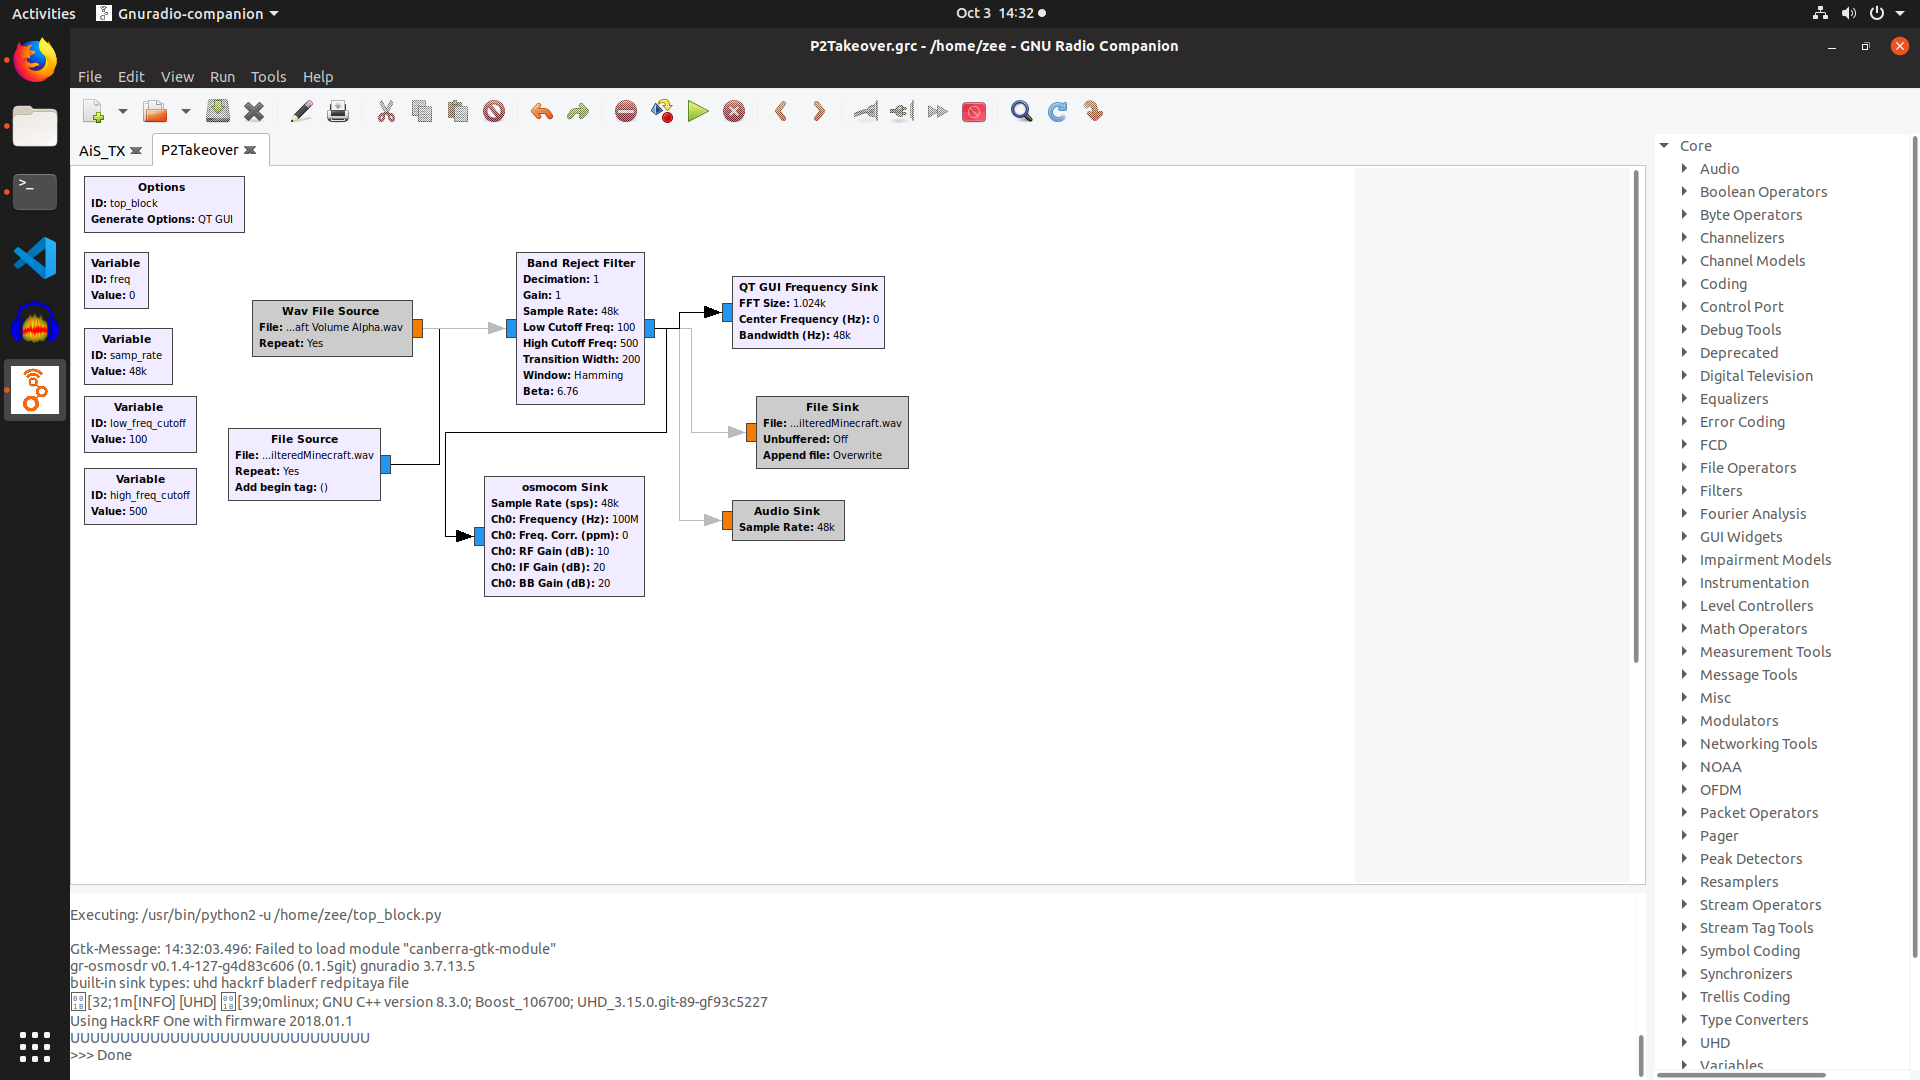 Activities
Gnuradio-companion
Oct 3 14:32
P2Takeover.grc - /home/zee - GNU Radio Companion
File Edit View Run Tools Help
AiS_TX
P2Takeover
Options
ID: top_block
Generate Options: QT GUI
Variable
ID: freq
Value: 0
Variable
ID: samp_rate
Value: 48k
Variable
ID: low_freq_cutoff
Value: 100
Variable
ID: high_freq_cutoff
Value: 500
Wav File Source
File: ...aft Volume Alpha.wav
Repeat: Yes
File Source
File: ...ilteredMinecraft.wav
Repeat: Yes
Add begin tag: ()
Band Reject Filter
Decimation: 1
Gain: 1
Sample Rate: 48k
Low Cutoff Freq: 100
High Cutoff Freq: 500
Transition Width: 200
Window: Hamming
Beta: 6.76
osmocom Sink
Sample Rate (sps): 48k
Ch0: Frequency (Hz): 100M
Ch0: Freq. Corr. (ppm): 0
Ch0: RF Gain (dB): 10
Ch0: IF Gain (dB): 20
Ch0: BB Gain (dB): 20
QT GUI Frequency Sink
FFT Size: 1.024k
Center Frequency (Hz): 0
Bandwidth (Hz): 48k
File Sink
File: ...ilteredMinecraft.wav
Unbuffered: Off
Append file: Overwrite
Audio Sink
Sample Rate: 48k
Executing: /usr/bin/python2 -u /home/zee/top_block.py
Gtk-Message: 14:32:03.496: Failed to load module "canberra-gtk-module"
gr-osmosdr v0.1.4-127-g4d83c606 (0.1.5git) gnuradio 3.7.13.5
built-in sink types: uhd hackrf bladerf redpitaya file
[32;1m[INFO] [UHD] [39;0mlinux; GNU C++ version 8.3.0; Boost_106700; UHD_3.15.0.git-89-gf93c5227
Using HackRF One with firmware 2018.01.1
UUUUUUUUUUUUUUUUUUUUUUUUUUUUUU
>>> Done
Core
Audio
Boolean Operators
Byte Operators
Channelizers
Channel Models
Coding
Control Port
Debug Tools
Deprecated
Digital Television
Equalizers
Error Coding
FCD
File Operators
Filters
Fourier Analysis
GUI Widgets
Impairment Models
Instrumentation
Level Controllers
Math Operators
Measurement Tools
Message Tools
Misc
Modulators
Networking Tools
NOAA
OFDM
Packet Operators
Pager
Peak Detectors
Resamplers
Stream Operators
Stream Tag Tools
Symbol Coding
Synchronizers
Trellis Coding
Type Converters
UHD
Variables